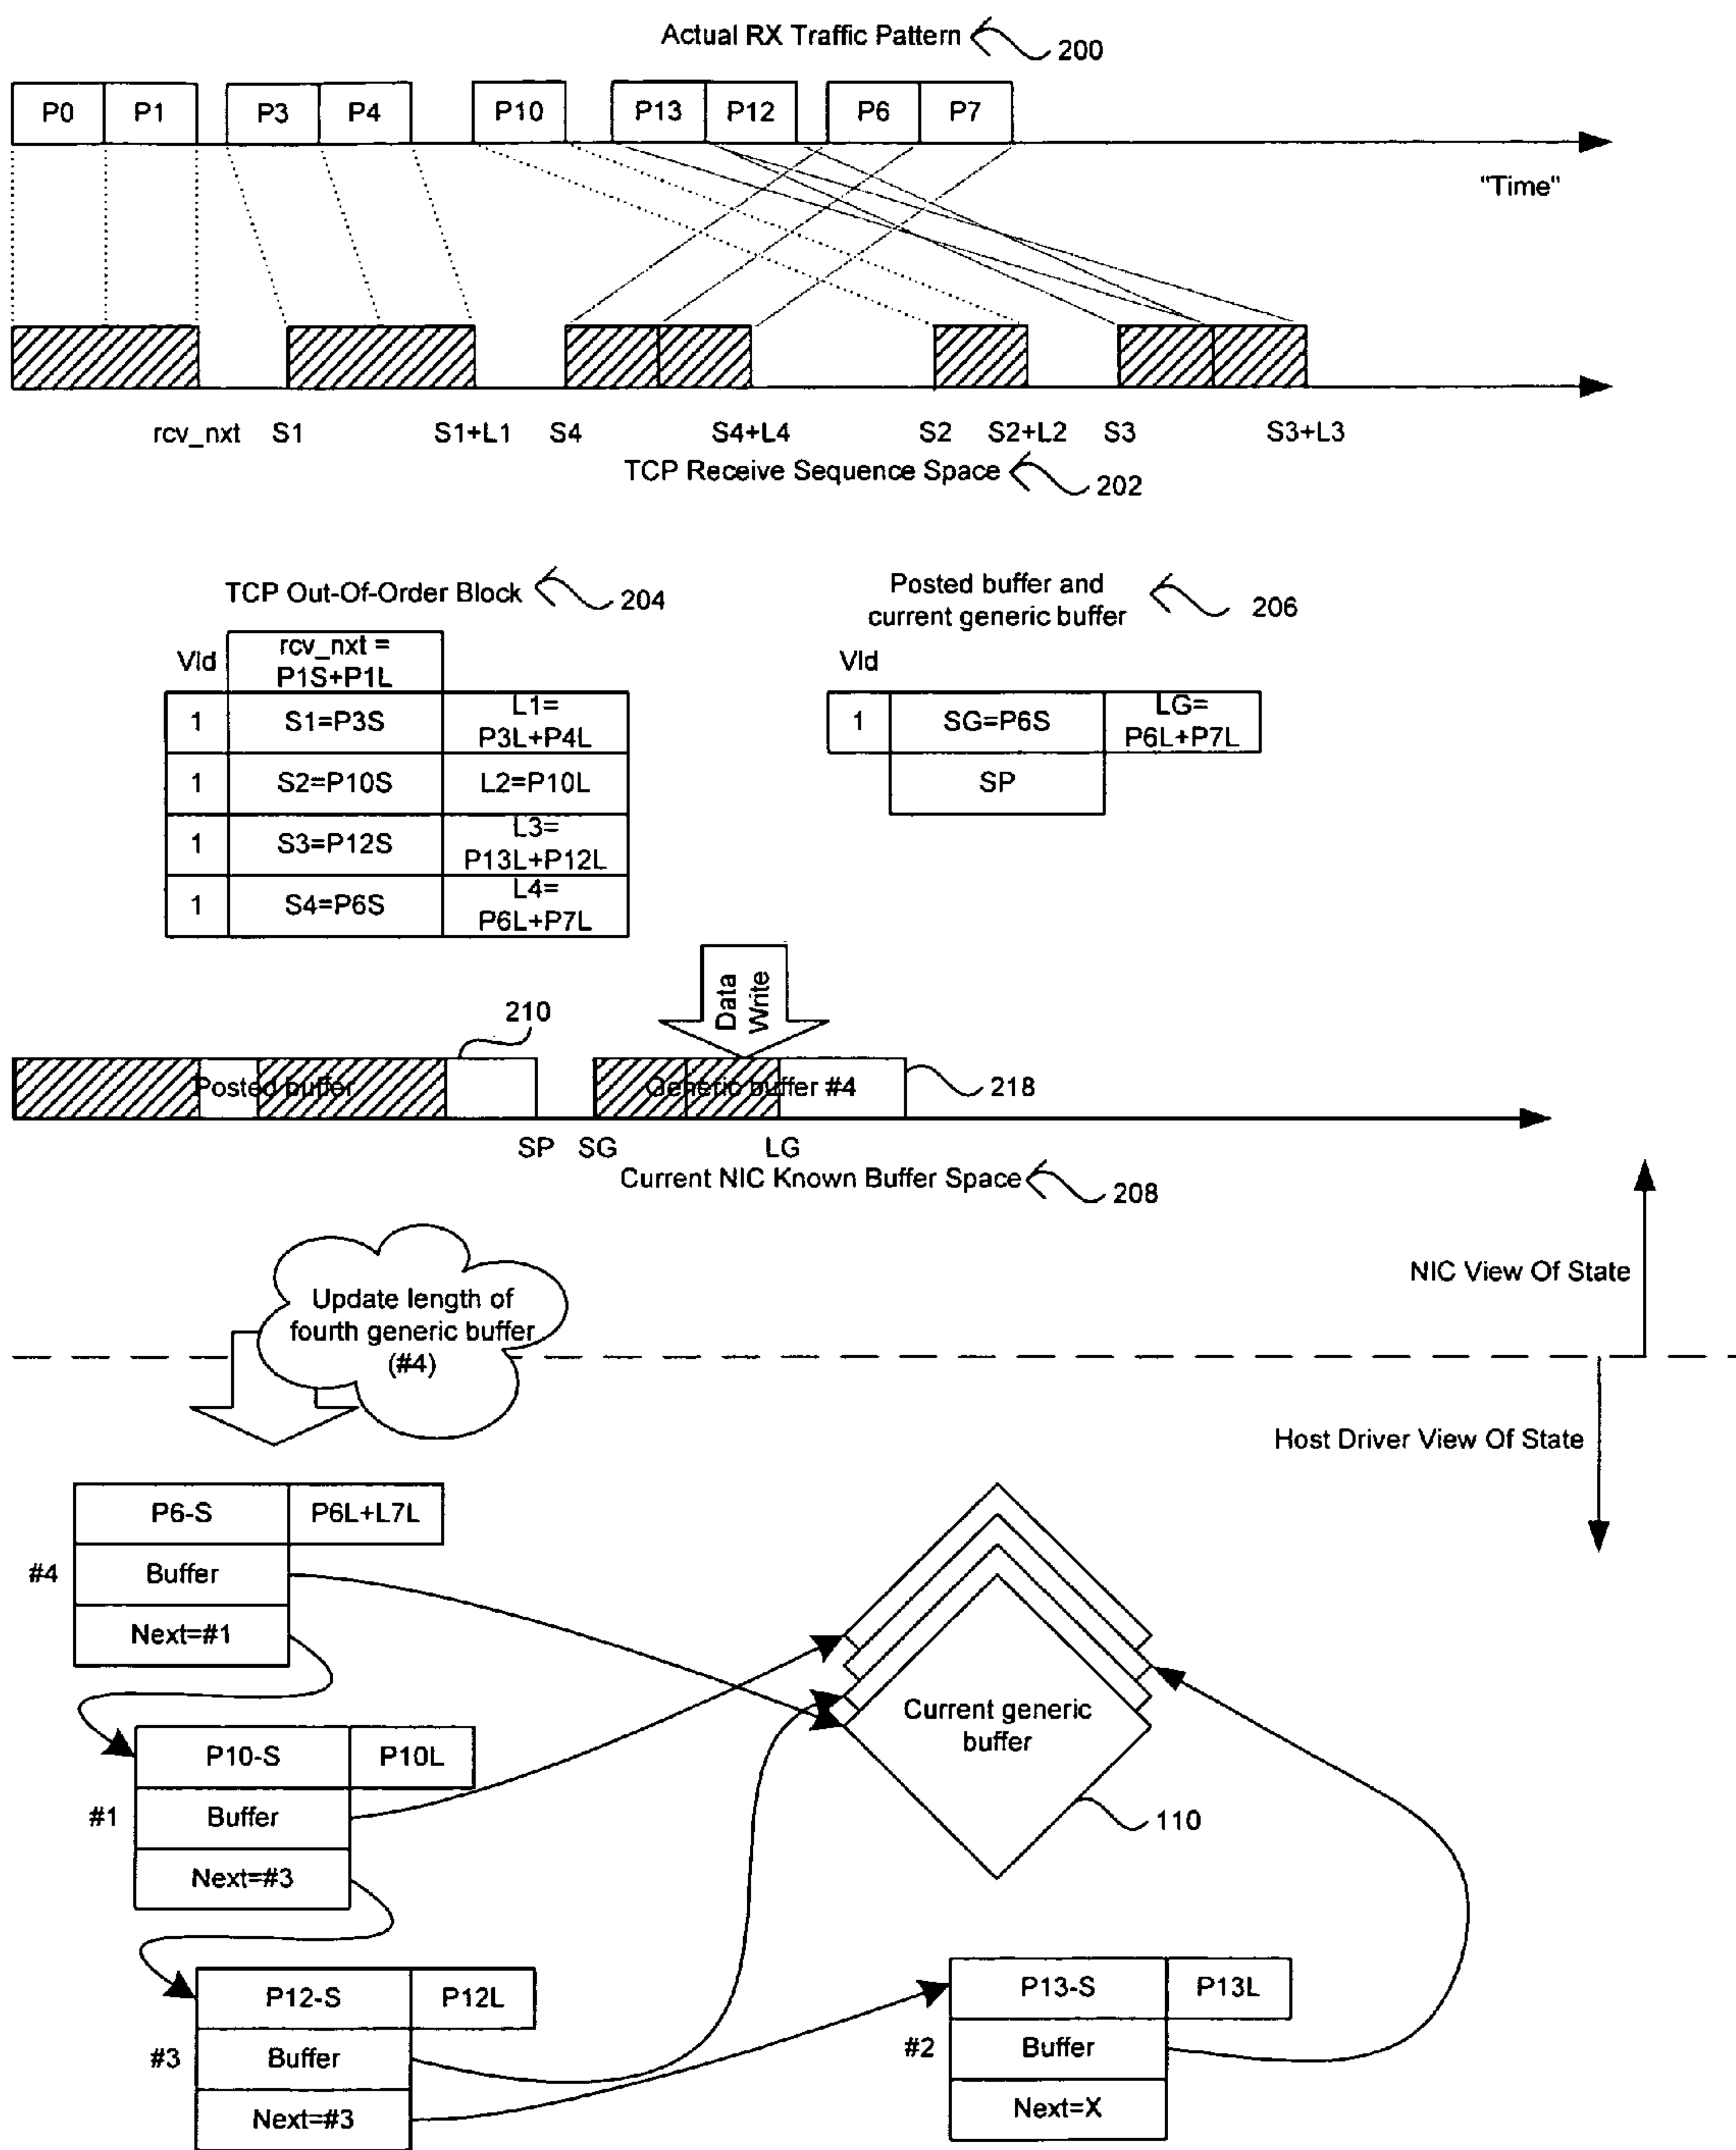 Actual RX Traffic Pattern 200
P0 P1 P3 P4 P10 P13 P12 P6 P7
"Time"
rcv_nxt S1 S1+L1 S4 S4+L4 S2 S2+L2 S3 S3+L3
TCP Receive Sequence Space 202
TCP Out-Of-Order Block 204
Vld
rcv_nxt =
P1S+P1L
1 S1=P3S
L1=
P3L+P4L
1 S2=P10S L2=P10L
1 S3=P12S
L3=
P13L+P12L
1 S4=P6S
L4=
P6L+P7L
Posted buffer and
current generic buffer
206
Vld
1 SG=P6S
LG=
P6L+P7L
SP
Data
Write
210
Posted buffer
Generic buffer #4
218
SP SG LG
Current NIC Known Buffer Space 208
Update length of
fourth generic buffer
(#4)
NIC View Of State
Host Driver View Of State
P6-S P6L+L7L
#4 Buffer
Next=#1
P10-S P10L
#1 Buffer
Next=#3
P12-S P12L
#3 Buffer
Next=#3
Current generic
buffer
110
P13-S P13L
#2 Buffer
Next=X